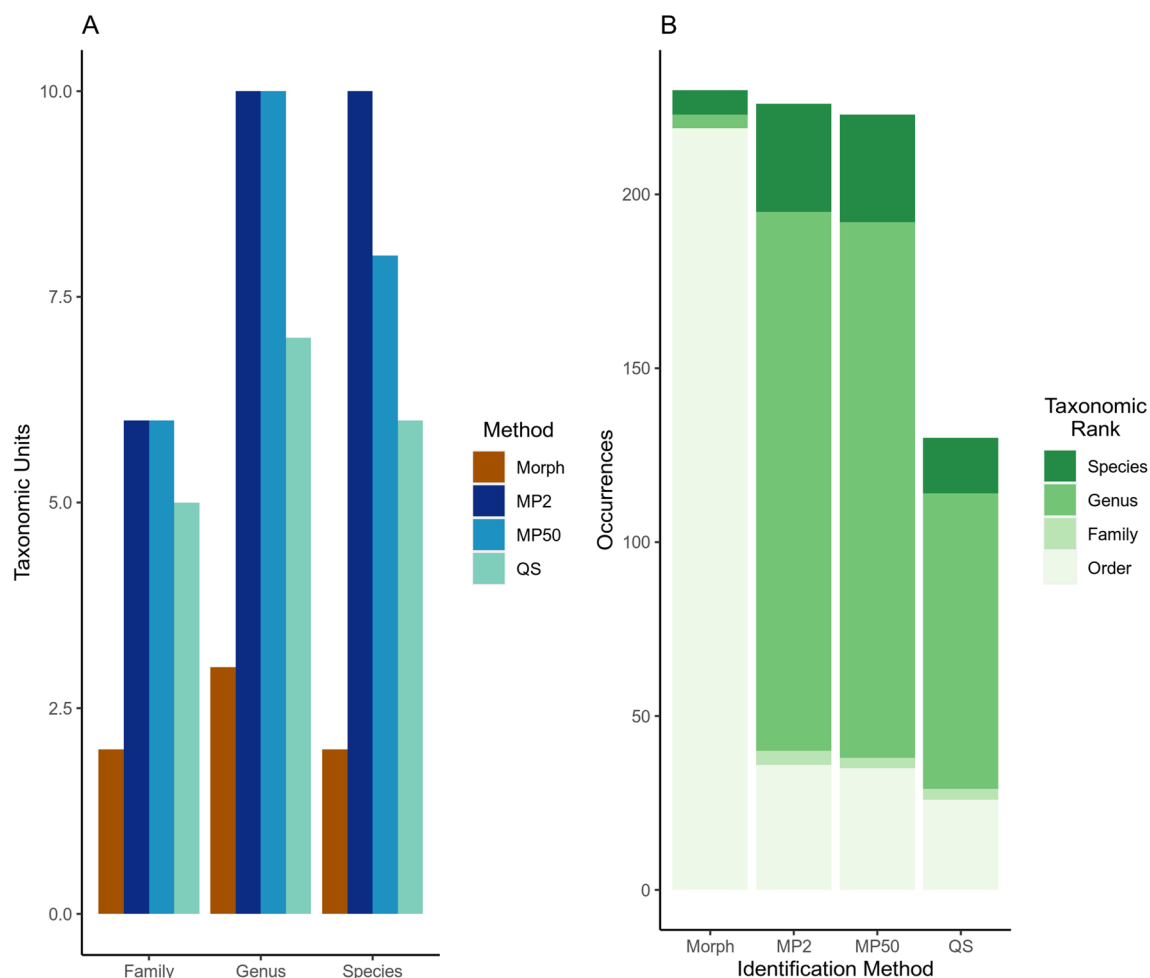 A
10.0
7.5
5.0
2.5
0.0
Taxonomic Units
Family Genus Species
Method
Morph
MP2
MP50
QS
B
200
150
100
50
0
Occurrences
Morph MP2 MP50 QS
Identification Method
Taxonomic
Rank
Species
Genus
Family
Order